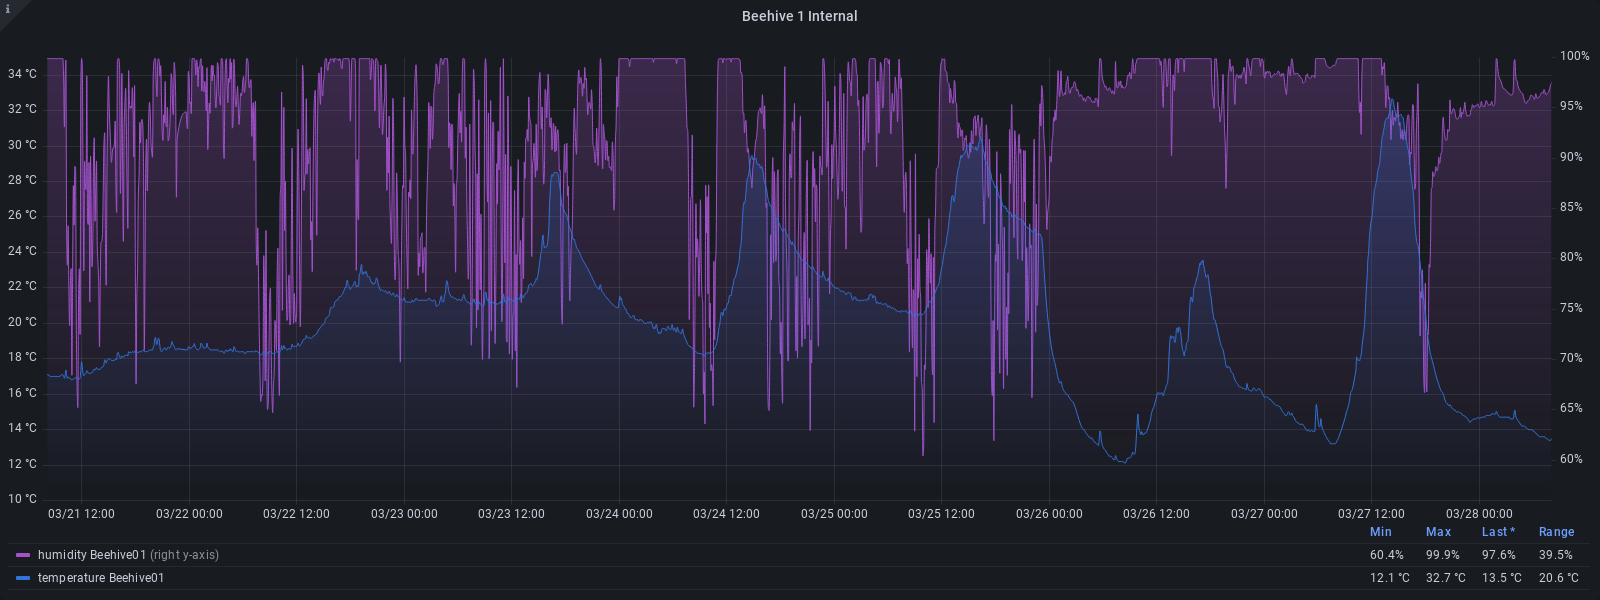 i
Beehive 1 Internal
34 °C 100%
32 °C 95%
30 °C 90%
28 °C 85%
26 °C 80%
24 °C 75%
22 °C 70%
20 °C 65%
18 °C 60%
16 °C
14 °C
12 °C
10 °C
03/21 12:00 03/22 00:00 03/22 12:00 03/23 00:00 03/23 12:00 03/24 00:00 03/24 12:00 03/25 00:00 03/25 12:00 03/26 00:00 03/26 12:00 03/27 00:00 03/27 12:00 03/28 00:00
Min Max Last * Range
humidity Beehive01 (right y-axis) 60.4% 99.9% 97.6% 39.5%
temperature Beehive01 12.1 °C 32.7 °C 13.5 °C 20.6 °C